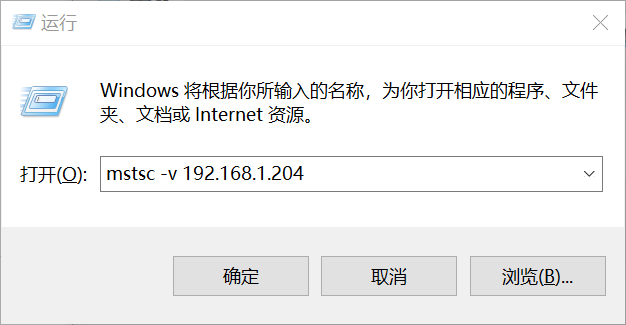 运行
Windows 将根据你所输入的名称，为你打开相应的程序、文件
夹、文档或 Internet 资源。
打开(O): mstsc -v 192.168.1.204
确定 取消 浏览(B)...